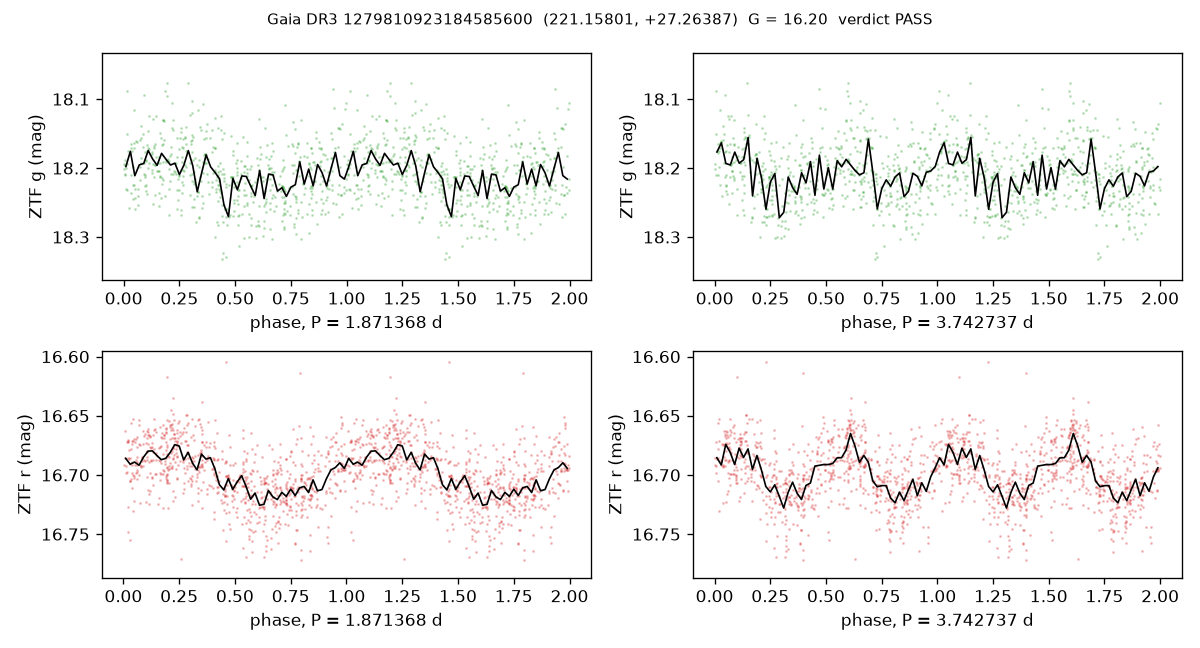 Gaia DR3 1279810923184585600  (221.15801, +27.26387)  G = 16.20  verdict PASS
ZTF g (mag)
18.1
18.2
18.3
0.00 0.25 0.50 0.75 1.00 1.25 1.50 1.75 2.00
phase, P = 1.871368 d
ZTF g (mag)
18.1
18.2
18.3
0.00 0.25 0.50 0.75 1.00 1.25 1.50 1.75 2.00
phase, P = 3.742737 d
ZTF r (mag)
16.60
16.65
16.70
16.75
0.00 0.25 0.50 0.75 1.00 1.25 1.50 1.75 2.00
phase, P = 1.871368 d
ZTF r (mag)
16.60
16.65
16.70
16.75
0.00 0.25 0.50 0.75 1.00 1.25 1.50 1.75 2.00
phase, P = 3.742737 d